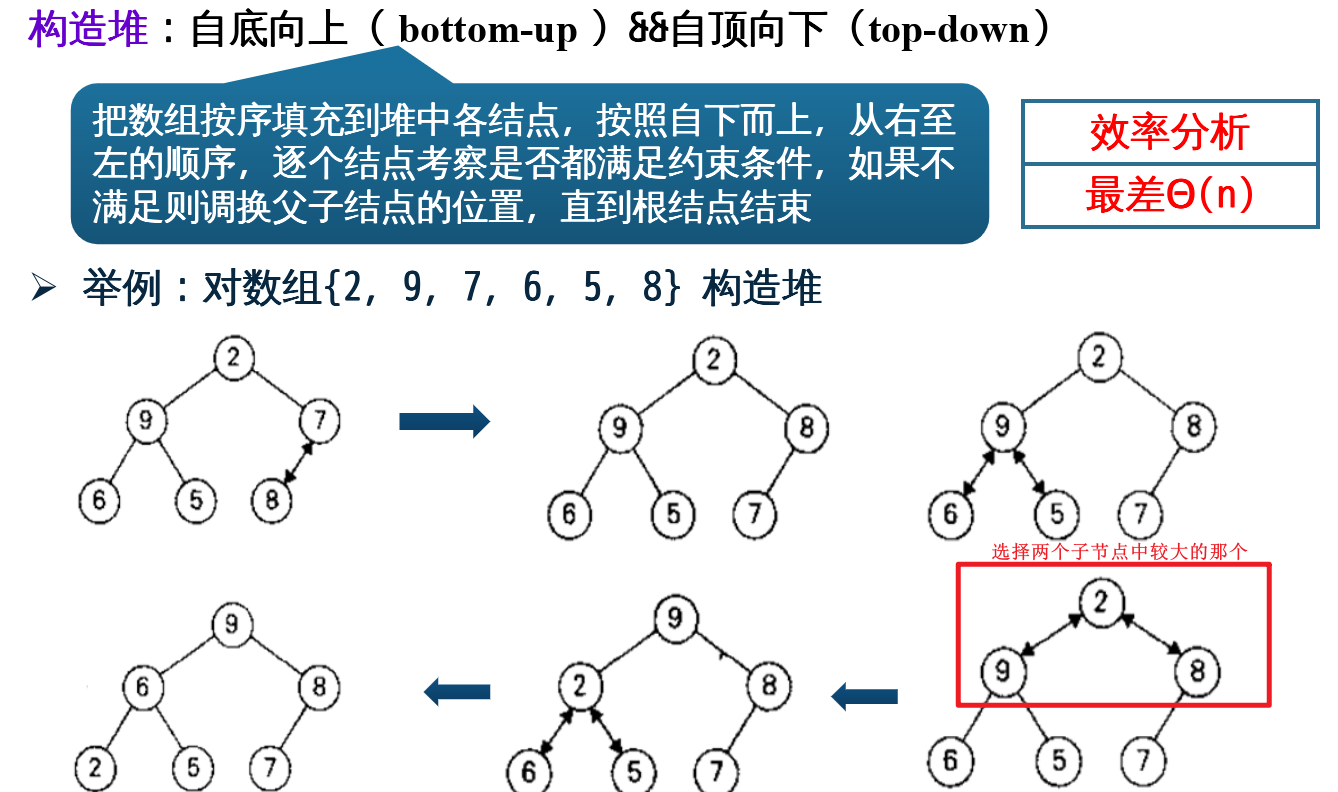 构造堆：自底向上（ bottom-up ）&&自顶向下（top-down）
把数组按序填充到堆中各结点，按照自下而上，从右至
左的顺序，逐个结点考察是否都满足约束条件，如果不
满足则调换父子结点的位置，直到根结点结束
效率分析
最差Θ(n)
➢ 举例：对数组{2, 9, 7, 6, 5, 8} 构造堆
2
9 7
6 5 8
2
9 8
6 5 7
2
9 8
6 5 7
选择两个子节点中较大的那个
9
6 8
2 5 7
9
2 8
6 5 7
2
9 8
6 5 7